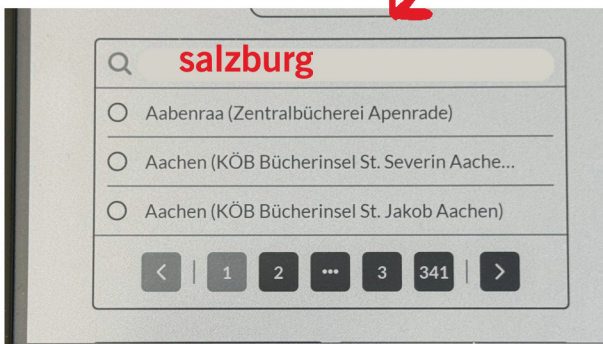 salzburg
Aabenraa (Zentralbücherei Apenrade)
Aachen (KÖB Bücherinsel St. Severin Aache...
Aachen (KÖB Bücherinsel St. Jakob Aachen)
< | 1 2 ... 3 341 | >